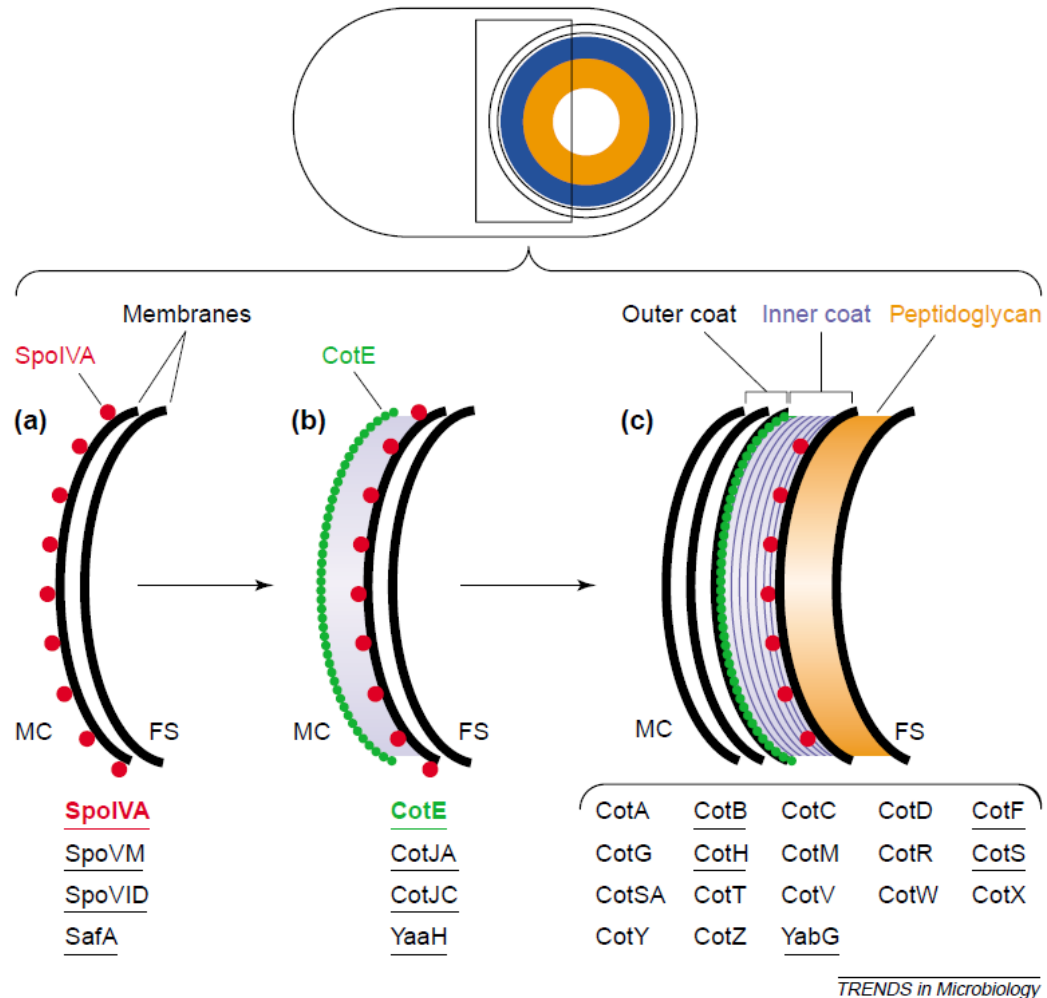 Membranes
Outer coat Inner coat Peptidoglycan
SpoIVA
CotE
(a) (b) (c)
MC FS MC FS MC FS
SpoIVA
SpoVM
SpoVID
SafA
CotE
CotJA
CotJC
YaaH
CotA CotB CotC CotD CotF
CotG CotH CotM CotR CotS
CotSA CotT CotV CotW CotX
CotY CotZ YabG
TRENDS in Microbiology